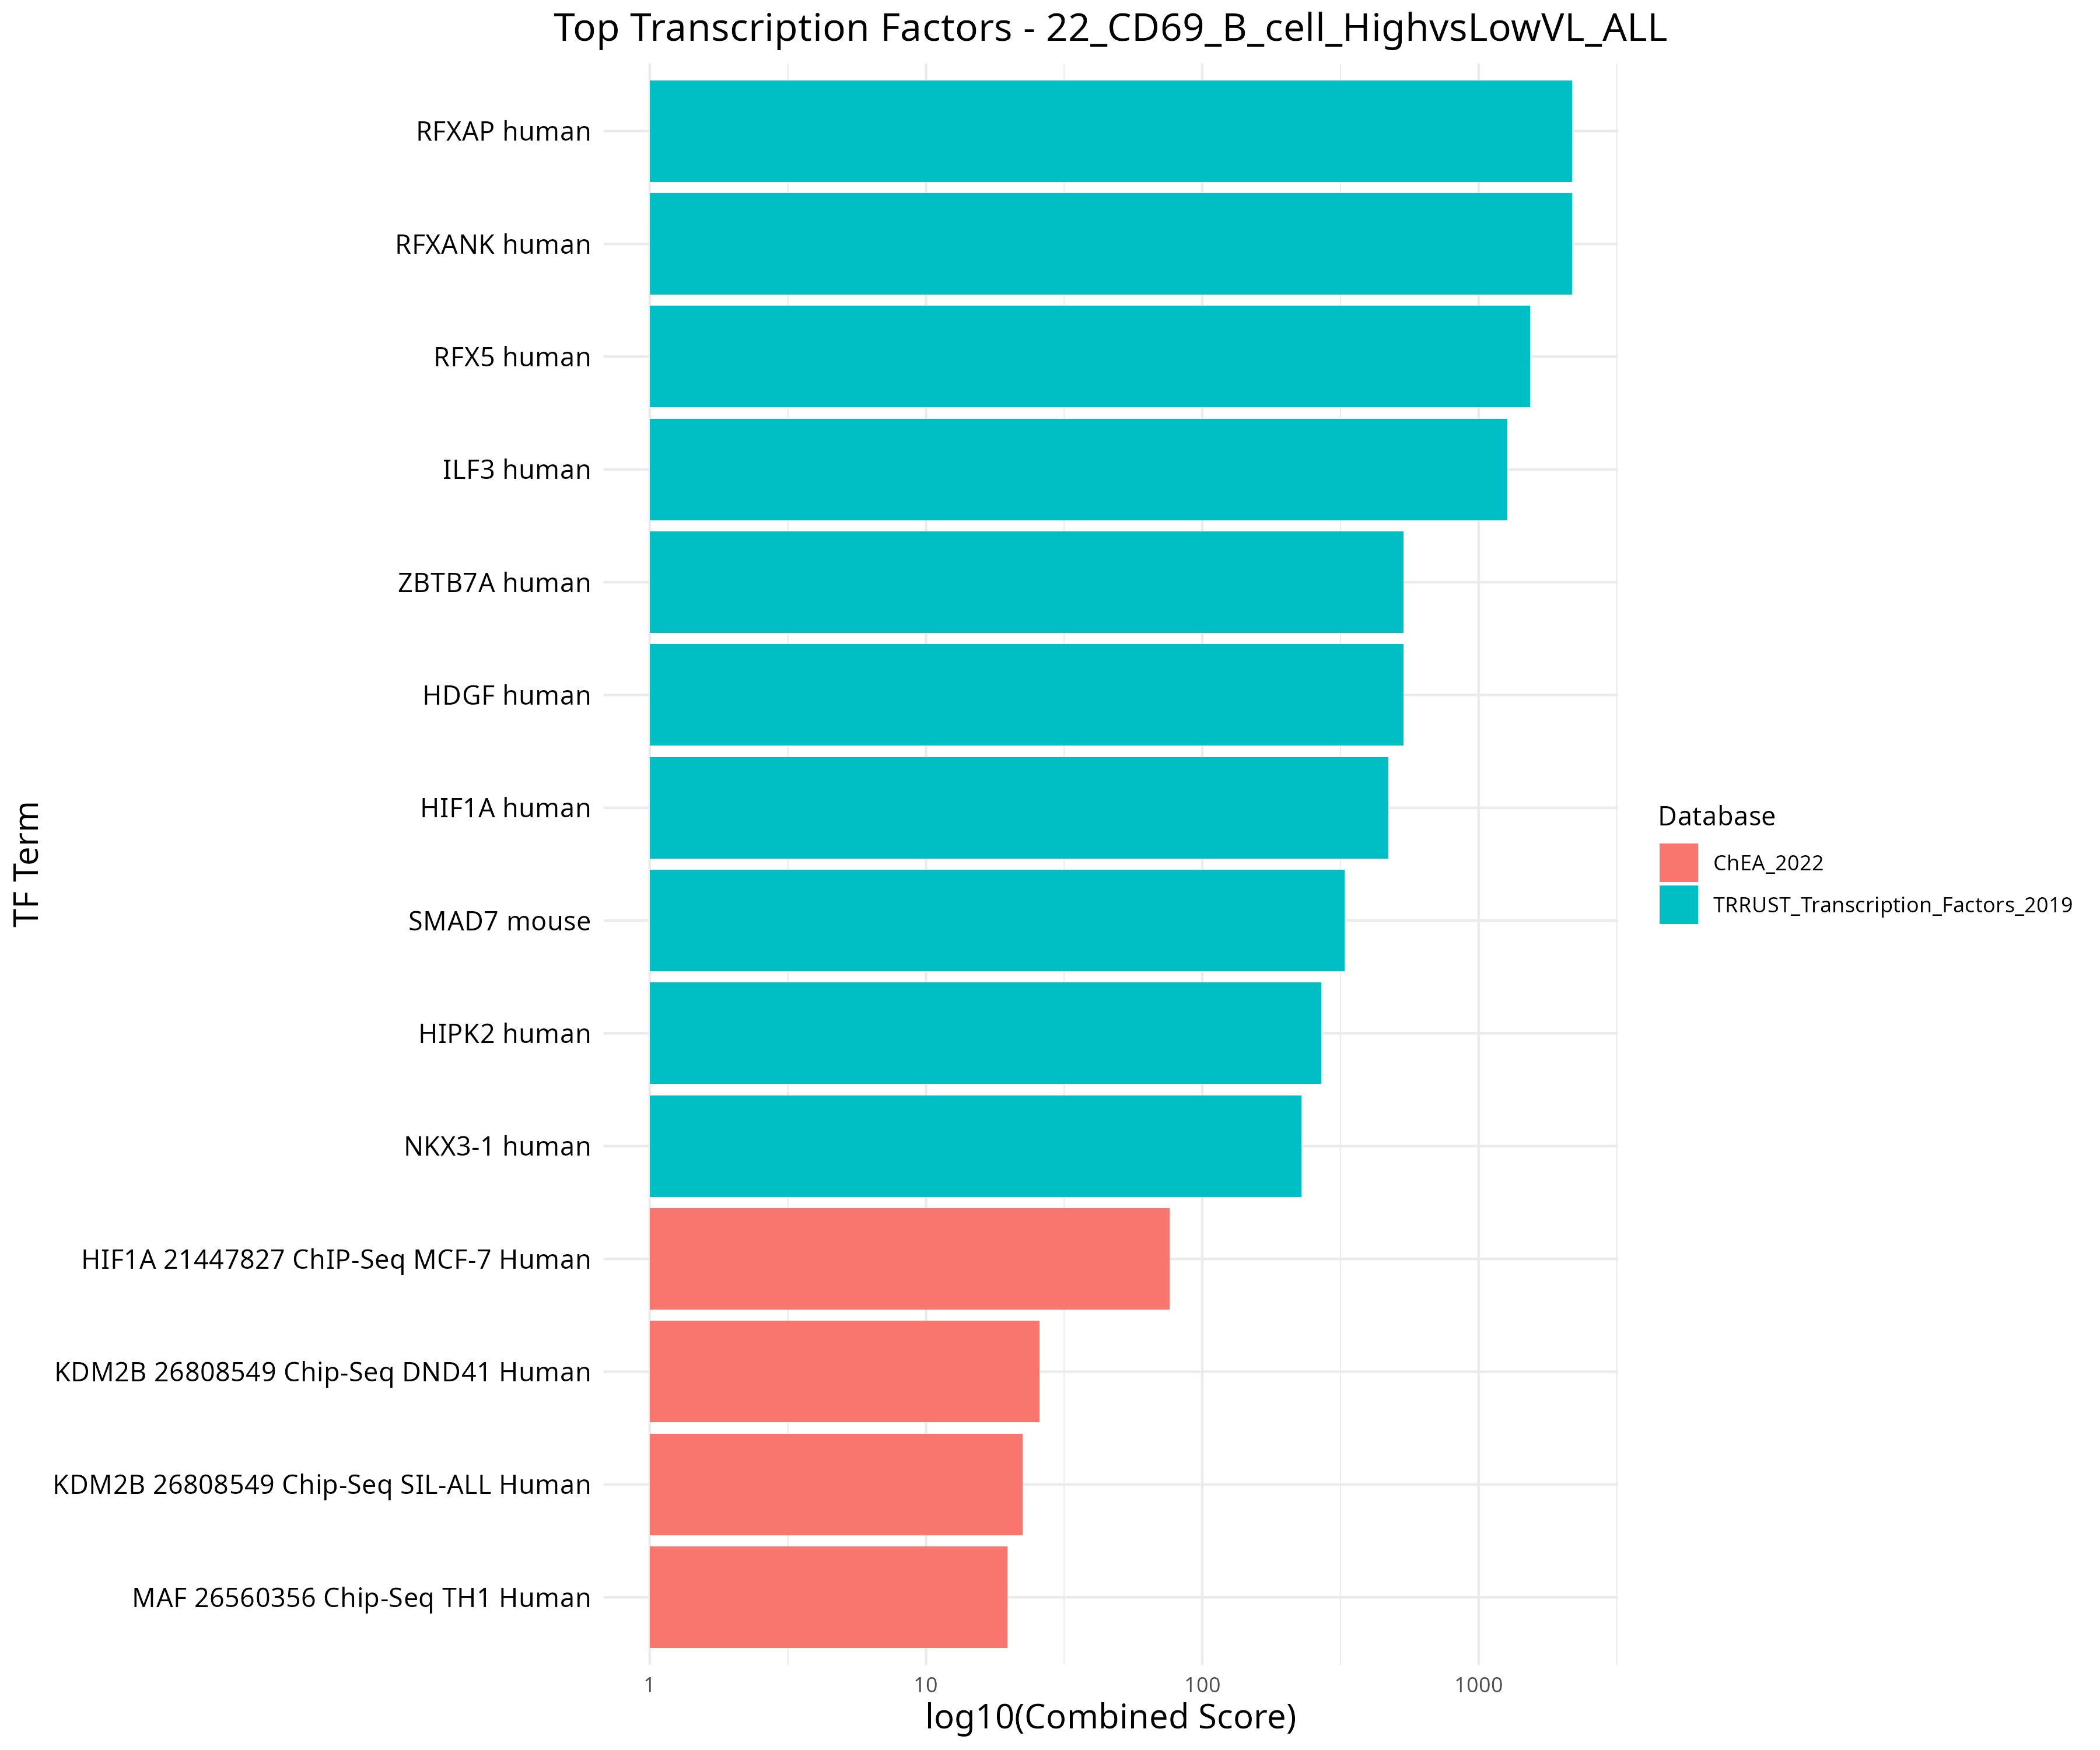 Top Transcription Factors - 22_CD69_B_cell_HighvsLowVL_ALL
TF Term
RFXAP human
RFXANK human
RFX5 human
ILF3 human
ZBTB7A human
HDGF human
HIF1A human
SMAD7 mouse
HIPK2 human
NKX3-1 human
HIF1A 21447827 ChIP-Seq MCF-7 Human
KDM2B 26808549 Chip-Seq DND41 Human
KDM2B 26808549 Chip-Seq SIL-ALL Human
MAF 26560356 Chip-Seq TH1 Human
1 10 100 1000
log10(Combined Score)
Database
ChEA_2022
TRRUST_Transcription_Factors_2019